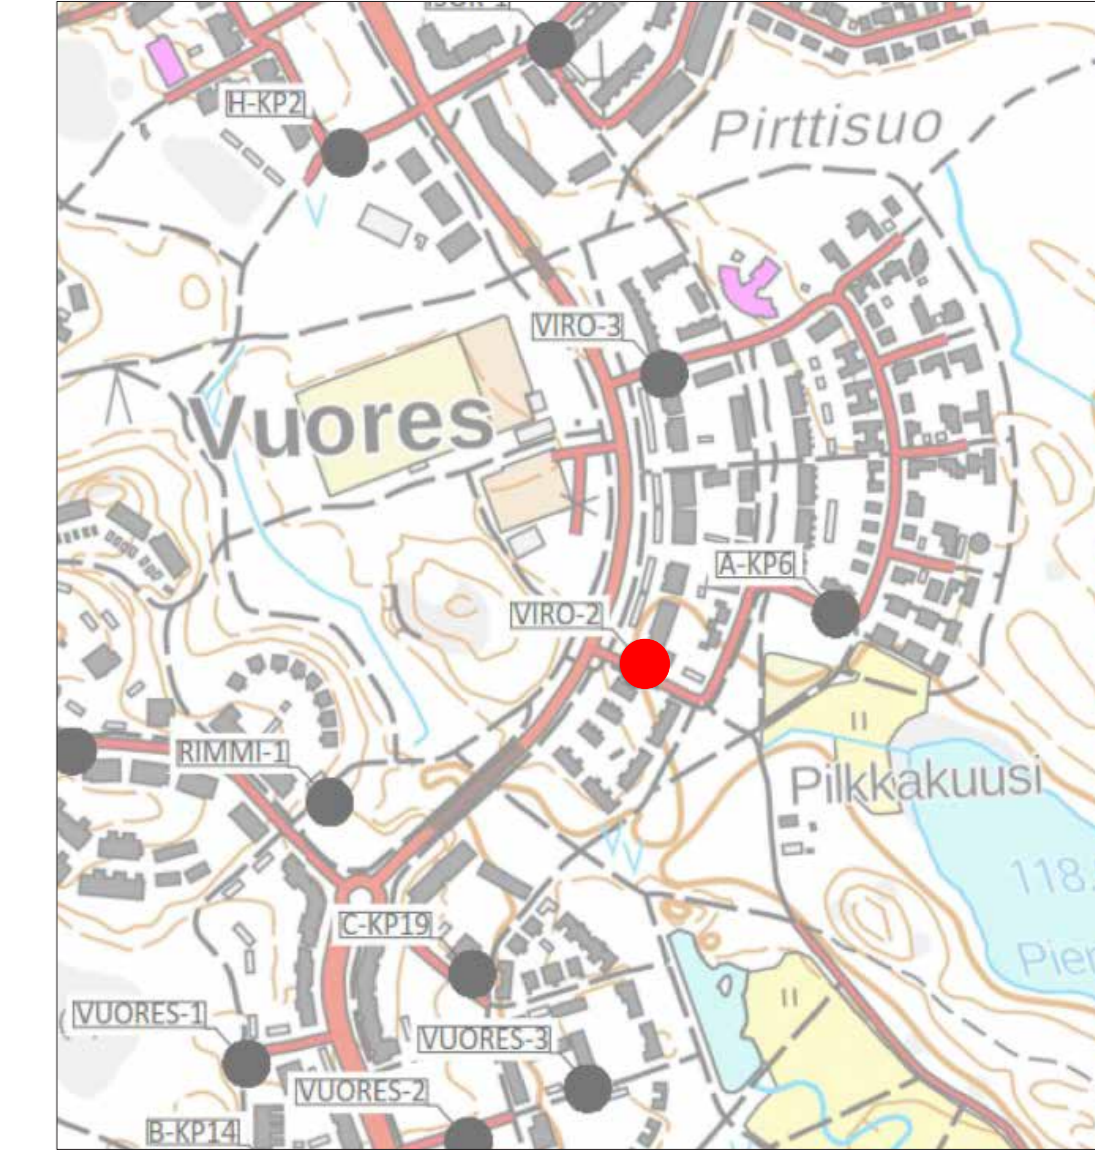 H-KP2
Pirttisuo
VIRO-3
Vuores
A-KP6
VIRO-2
RIMMI-1
Pilkkakuusi
118.
C-KP19
Pier
VUORES-1
VUORES-3
VUORES-2
B-KP14